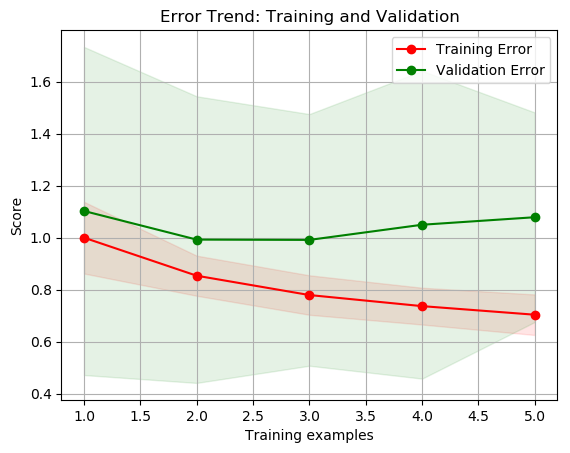 Error Trend: Training and Validation
Training Error
Validation Error
Score
1.6
1.4
1.2
1.0
0.8
0.6
0.4
1.0 1.5 2.0 2.5 3.0 3.5 4.0 4.5 5.0
Training examples